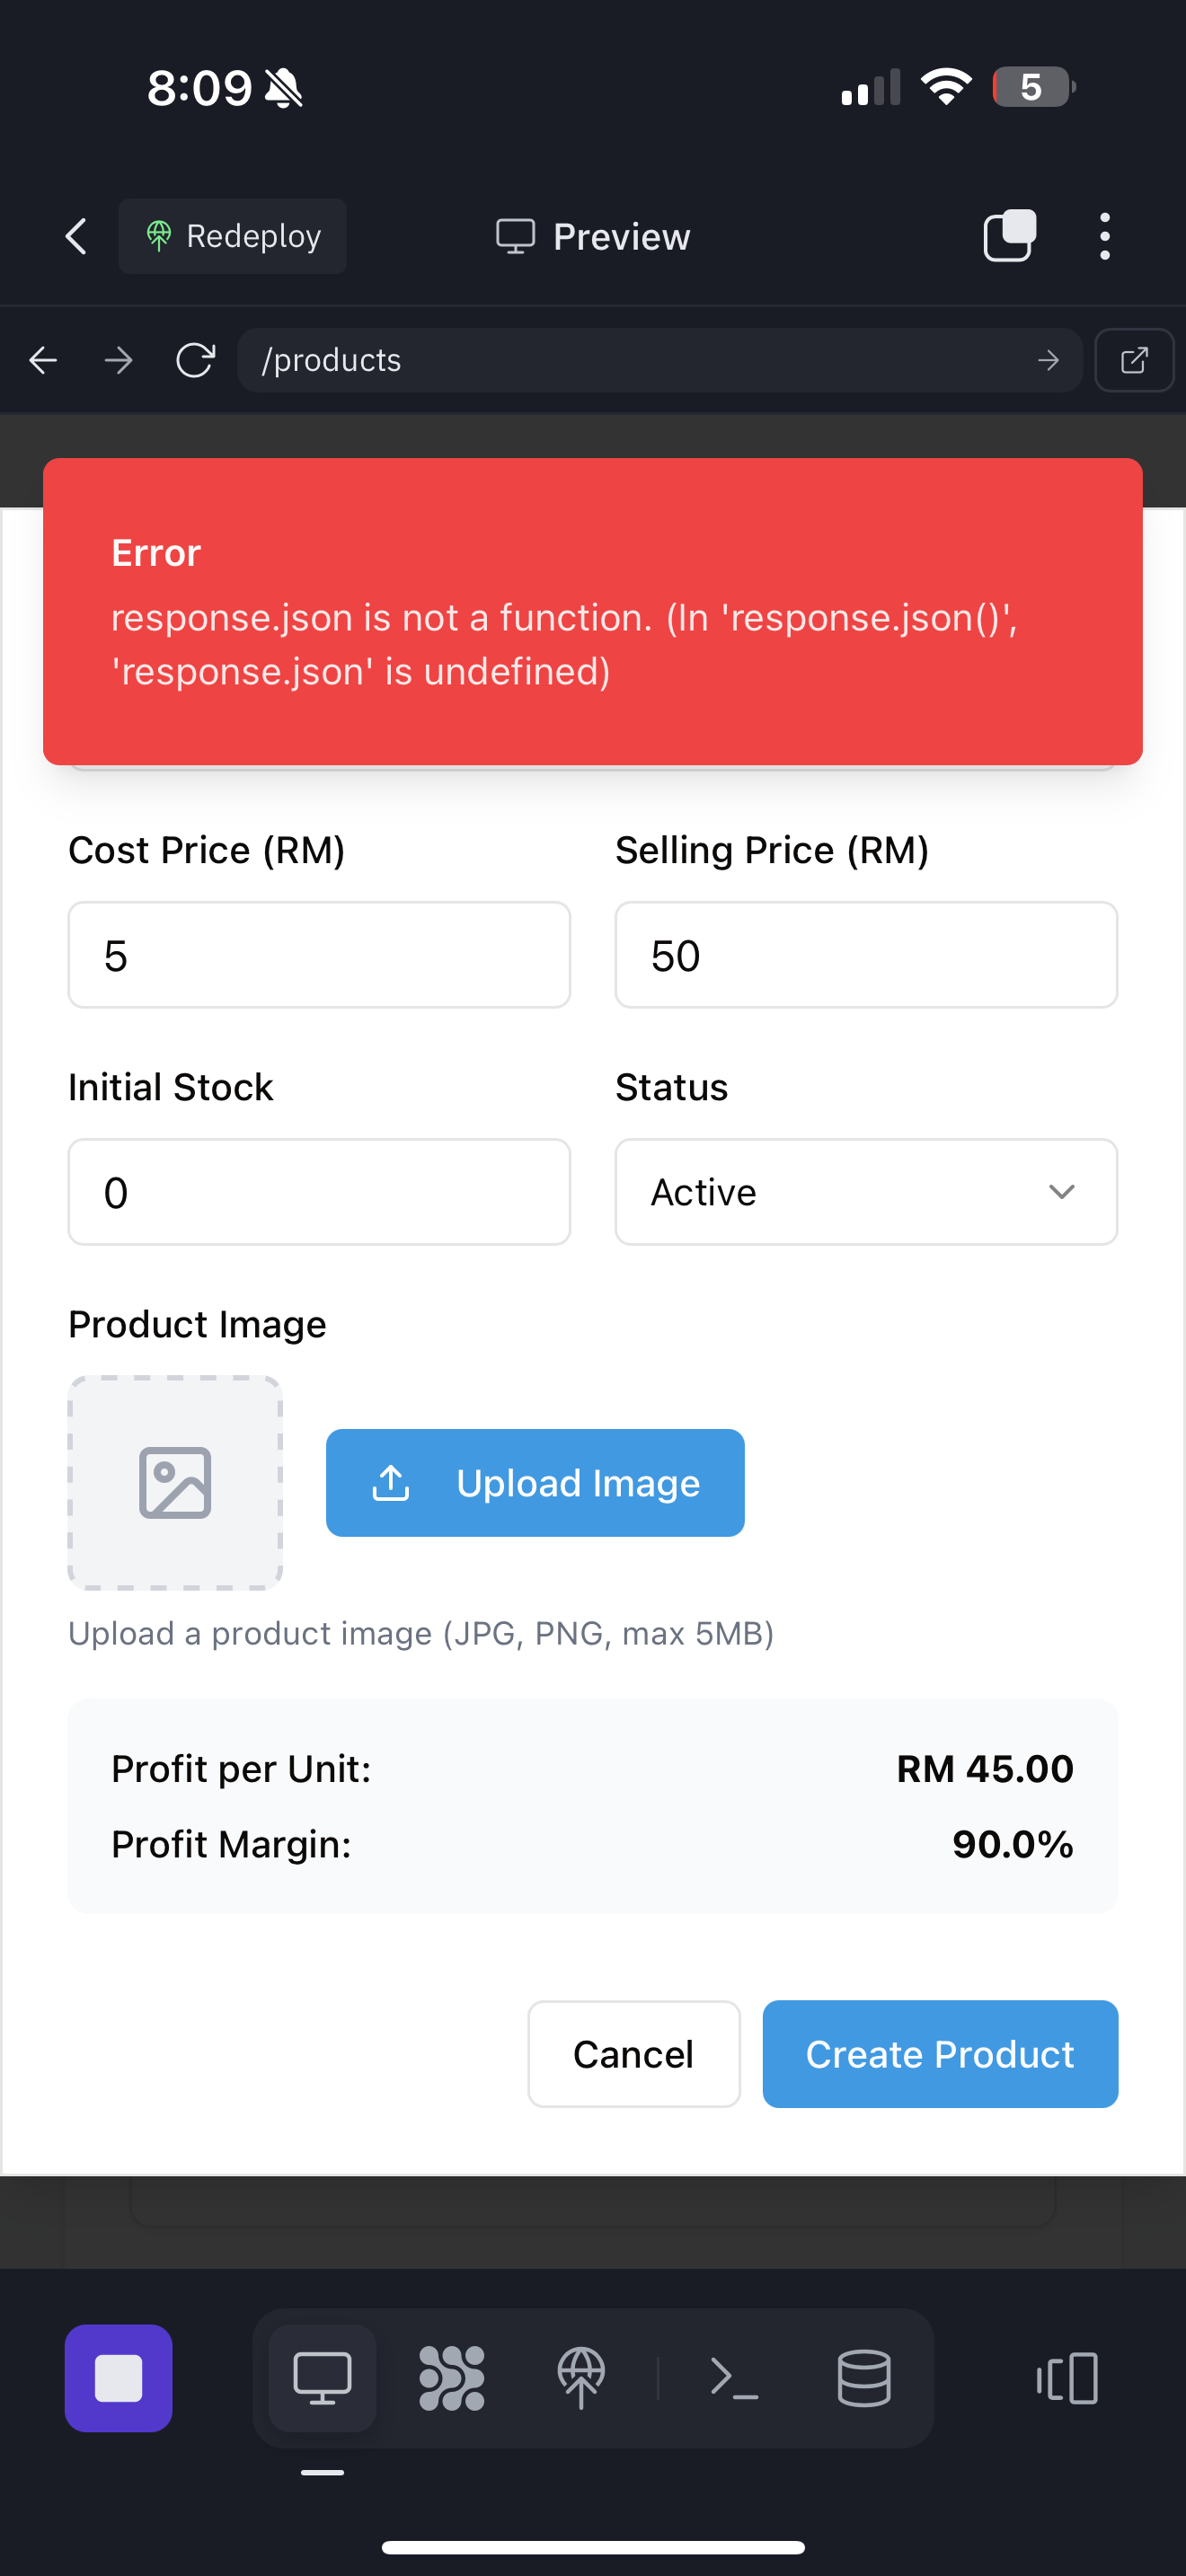 8:09
5
Redeploy
Preview
/products
Error
response.json is not a function. (In 'response.json()',
'response.json' is undefined)
Cost Price (RM)
Selling Price (RM)
5
50
Initial Stock
Status
0
Active
Product Image
Upload Image
Upload a product image (JPG, PNG, max 5MB)
Profit per Unit:
RM 45.00
Profit Margin:
90.0%
Cancel
Create Product